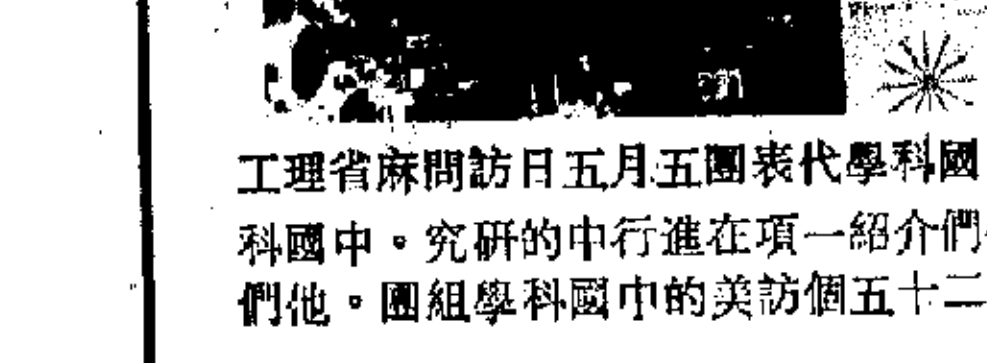 國科學代表團五月五日訪問麻省理工
們介紹一項在進行中的研究。中國科
二十五個訪美的中國科學組團。他們